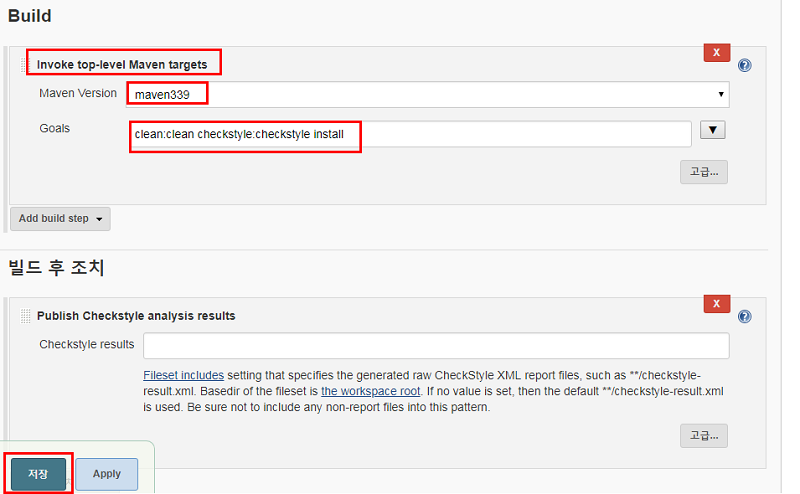 Build
Invoke top-level Maven targets
X
Maven Version
maven339
Goals
clean:clean checkstyle:checkstyle install
고급...
Add build step
빌드 후 조치
Publish Checkstyle analysis results
X
Checkstyle results
Fileset includes setting that specifies the generated raw CheckStyle XML report files, such as **/checkstyle-
result.xml. Basedir of the fileset is the workspace root. If no value is set, then the default **/checkstyle-result.xml
is used. Be sure not to include any non-report files into this pattern.
고급...
저장
Apply